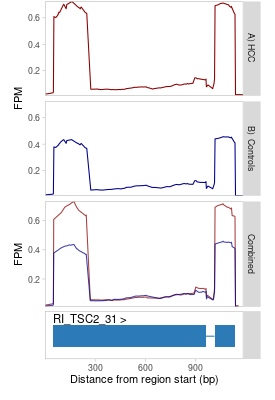 0.6
0.4
0.2
A) HCC
FPM
0.6
0.4
0.2
B) Controls
0.6
0.4
0.2
Combined
FPM
RI_TSC2_31 >
300 600 900
Distance from region start (bp)